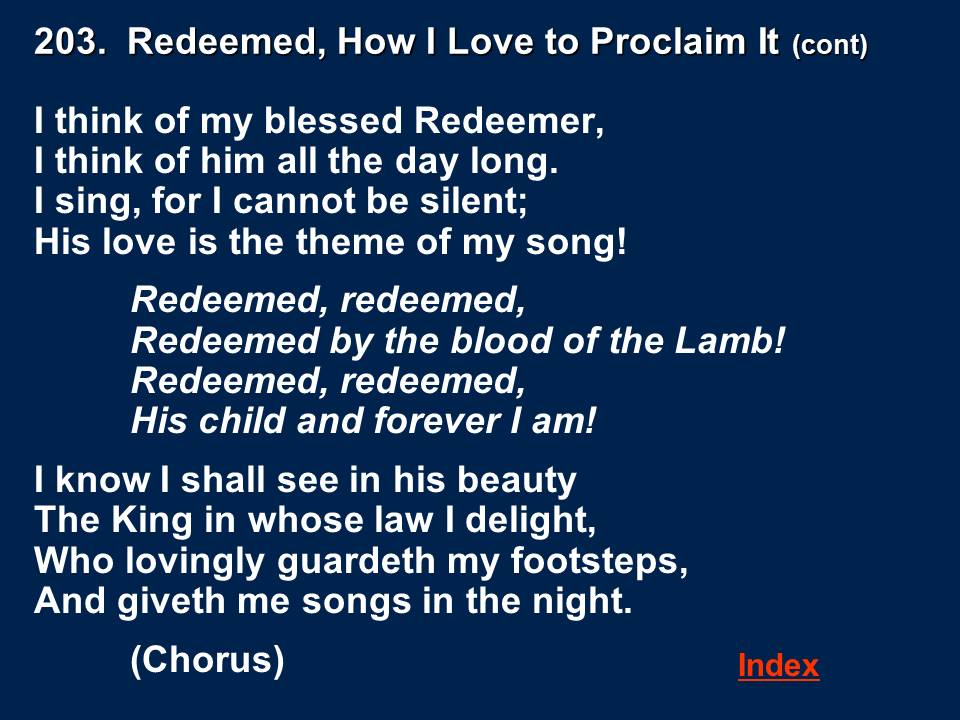 203. Redeemed, How I Love to Proclaim It (cont)
I think of my blessed Redeemer,
I think of him all the day long.
I sing, for I cannot be silent;
His love is the theme of my song!
Redeemed, redeemed,
Redeemed by the blood of the Lamb!
Redeemed, redeemed,
His child and forever I am!
I know I shall see in his beauty
The King in whose law I delight,
Who lovingly guardeth my footsteps,
And giveth me songs in the night.
(Chorus)
Index